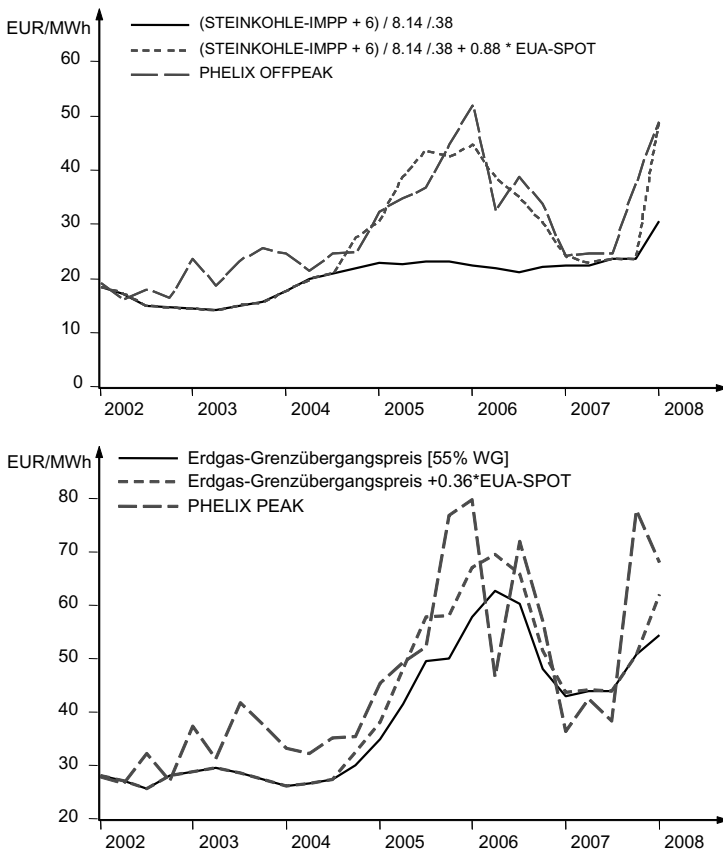 EUR/MWh
(STEINKOHLE-IMPP + 6) / 8.14 /.38
(STEINKOHLE-IMPP + 6) / 8.14 /.38 + 0.88 * EUA-SPOT
PHELIX OFFPEAK
60
50
40
30
20
10
0
2002 2003 2004 2005 2006 2007 2008
EUR/MWh
Erdgas-Grenzübergangspreis [55% WG]
Erdgas-Grenzübergangspreis +0.36*EUA-SPOT
PHELIX PEAK
80
70
60
50
40
30
20
2002 2003 2004 2005 2006 2007 2008